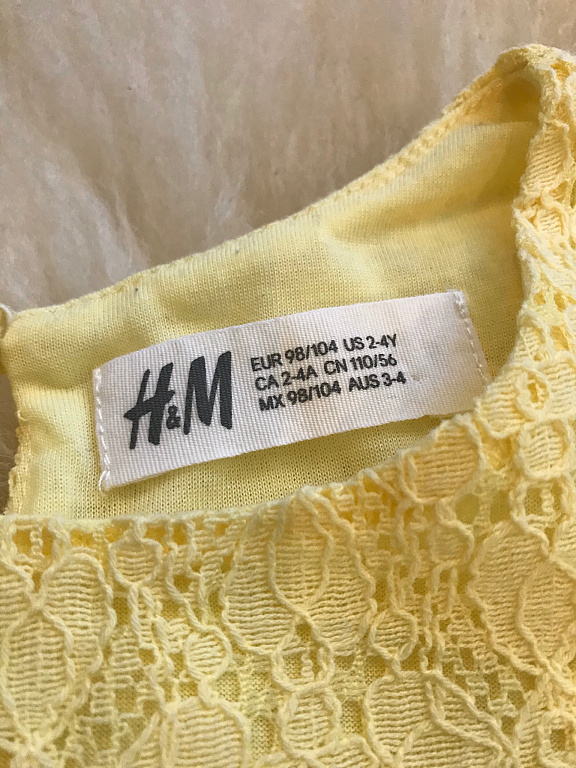 H&M
EUR 98/104 US 2-4Y
CA 2-4A CN 110/56
MX 98/104 AUS 3-4